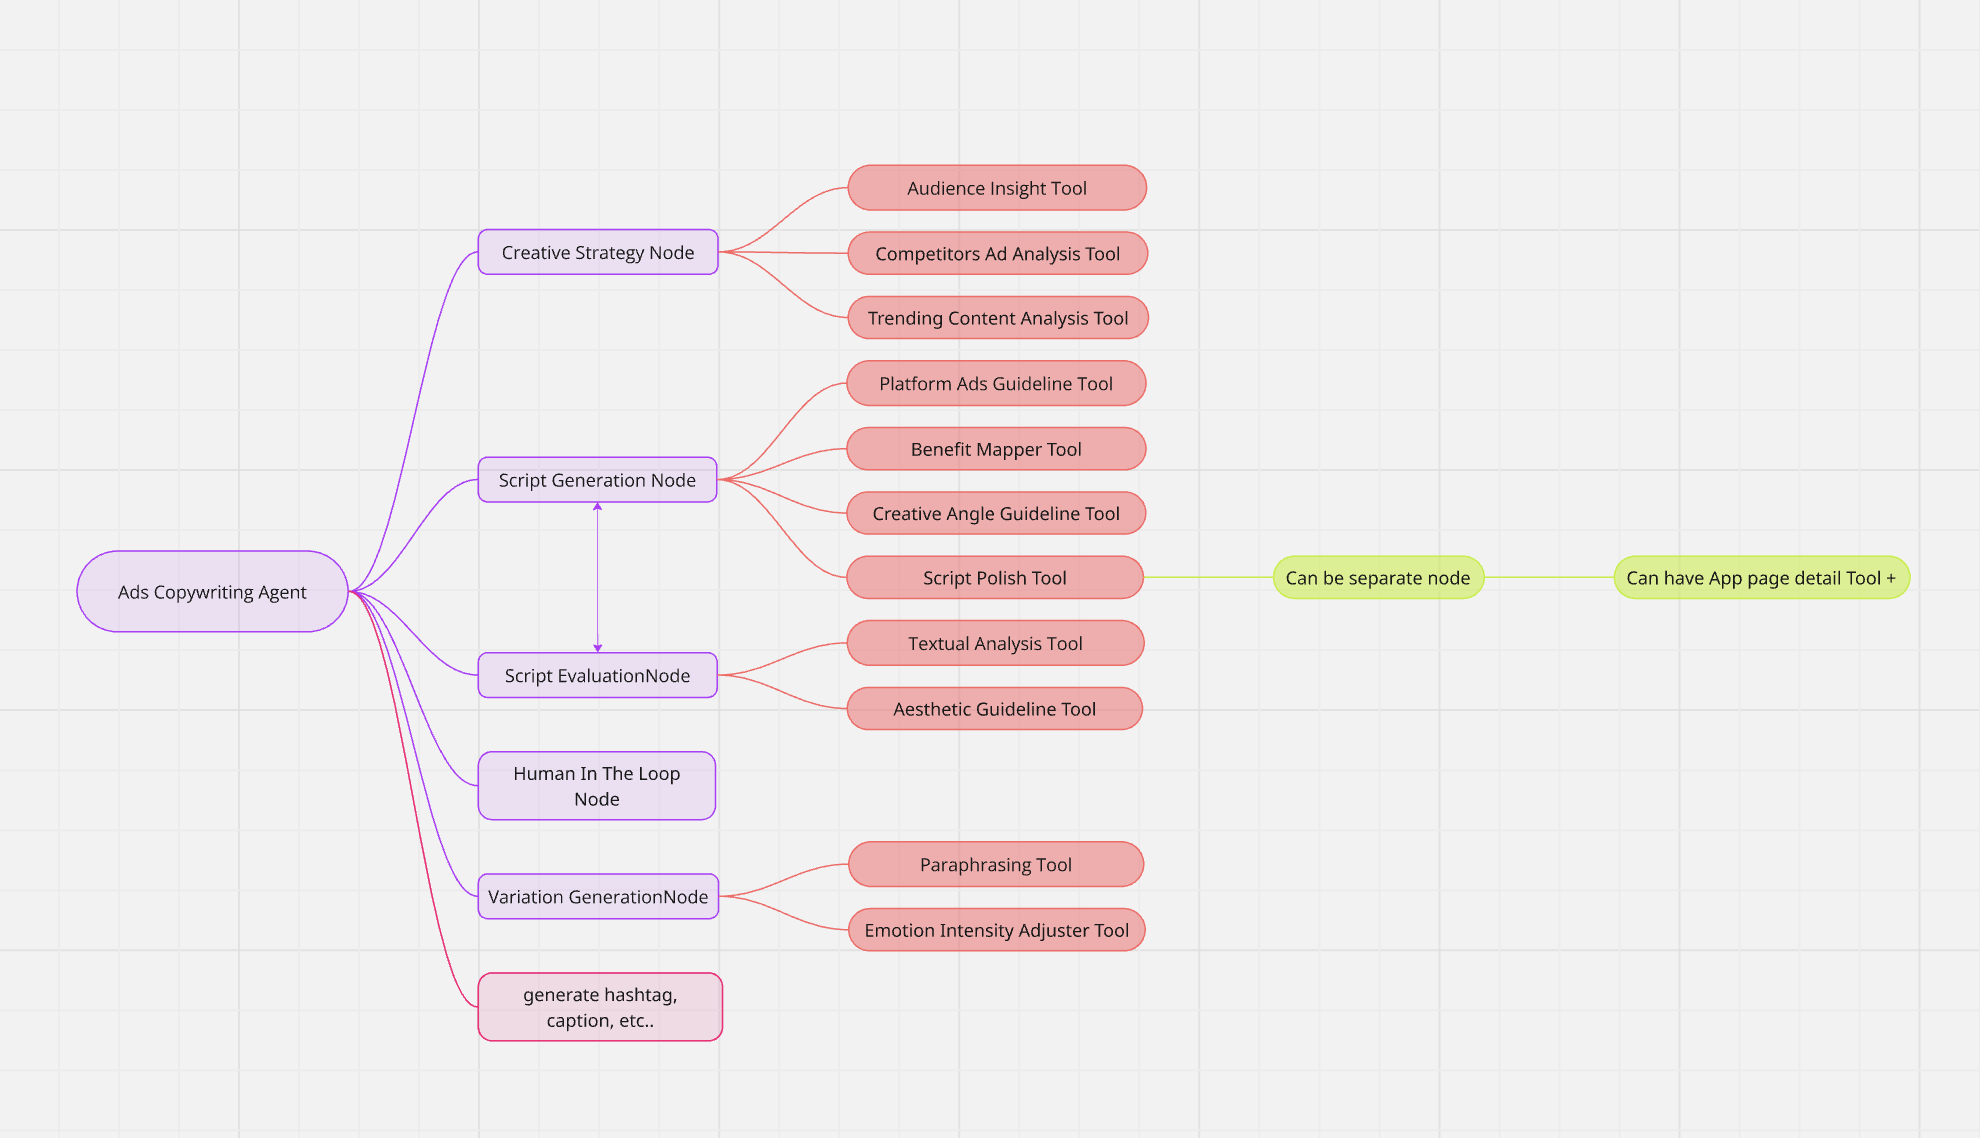 Ads Copywriting Agent
Creative Strategy Node
Audience Insight Tool
Competitors Ad Analysis Tool
Trending Content Analysis Tool
Script Generation Node
Platform Ads Guideline Tool
Benefit Mapper Tool
Creative Angle Guideline Tool
Script Polish Tool
Can be separate node
Can have App page detail Tool +
Script EvaluationNode
Textual Analysis Tool
Aesthetic Guideline Tool
Human In The Loop
Node
Variation GenerationNode
Paraphrasing Tool
Emotion Intensity Adjuster Tool
generate hashtag,
caption, etc..